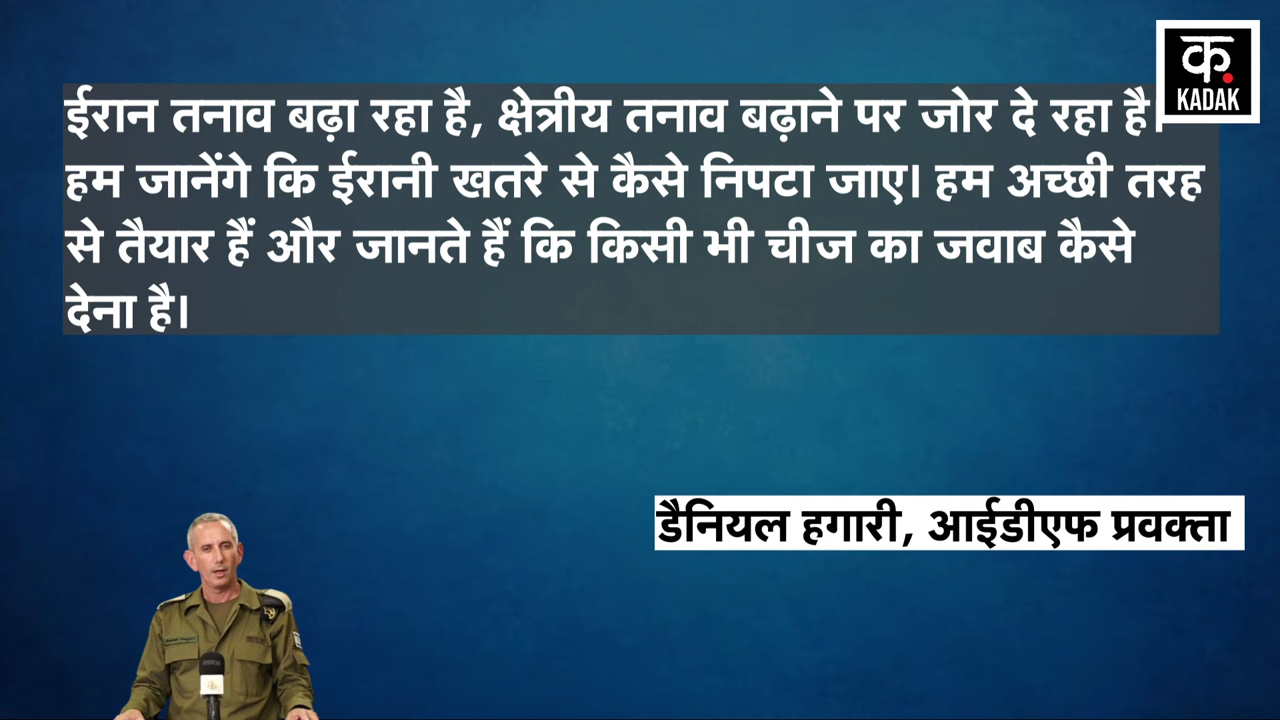 क
KADAK
ईरान तनाव बढ़ा रहा है, क्षेत्रीय तनाव बढ़ाने पर जोर दे रहा है।
हम जानेंगे कि ईरानी खतरे से कैसे निपटा जाए। हम अच्छी तरह
से तैयार हैं और जानते हैं कि किसी भी चीज का जवाब कैसे
देना है।
डैनियल हगारी, आईडीएफ प्रवक्ता